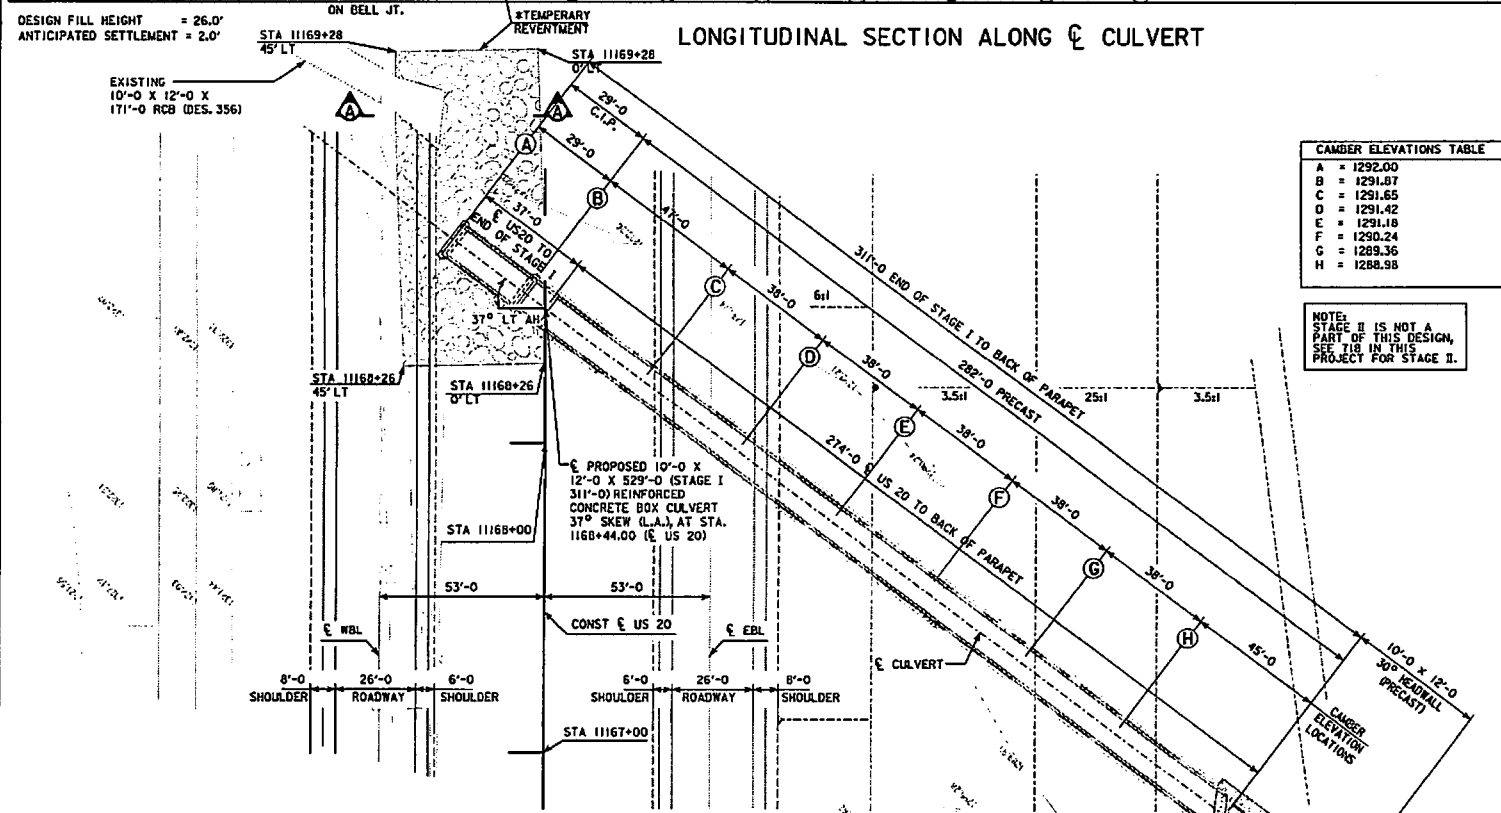 ON BELL JT.
*TEMPERARY
REVENTMENT
DESIGN FILL HEIGHT = 26.0'
ANTICIPATED SETTLEMENT = 2.0'
LONGITUDINAL SECTION ALONG ℄ CULVERT
STA 11169+28
45' LT
STA 11169+28
0' LT
EXISTING
10'-0 X 12'-0 X
171'-0 RCB (DES. 356)
A
A
29'-0
C.I.P.
A
29'-0
B
37'-0
℄ US20 TO
END OF STAGE I
47'-0
C
38'-0
6:1
311'-0 END OF STAGE I TO BACK OF PARAPET
282'-0 PRECAST
CAMBER ELEVATIONS TABLE
A = 1292.00
B = 1291.87
C = 1291.65
D = 1291.42
E = 1291.18
F = 1290.24
G = 1289.36
H = 1288.98
NOTE:
STAGE II IS NOT A
PART OF THIS DESIGN,
SEE 718 IN THIS
PROJECT FOR STAGE II.
37° LT AH
D
38'-0
STA 11168+26
45' LT
STA 11168+26
0' LT
3.5:1
25:1
3.5:1
E
38'-0
274'-0 ℄ US 20 TO BACK OF PARAPET
℄ PROPOSED 10'-0 X
12'-0 X 529'-0 (STAGE I
311'-0) REINFORCED
CONCRETE BOX CULVERT
37° SKEW (L.A.), AT STA.
1168+44.00 (℄ US 20)
F
38'-0
STA 11168+00
G
38'-0
53'-0
53'-0
CONST ℄ US 20
℄ WBL
℄ EBL
H
45'-0
℄ CULVERT
10'-0 X 12'-0
30° HEADWALL
(PRECAST)
8'-0
SHOULDER
26'-0
ROADWAY
6'-0
SHOULDER
6'-0
SHOULDER
26'-0
ROADWAY
8'-0
SHOULDER
CAMBER
ELEVATION
LOCATIONS
STA 11167+00